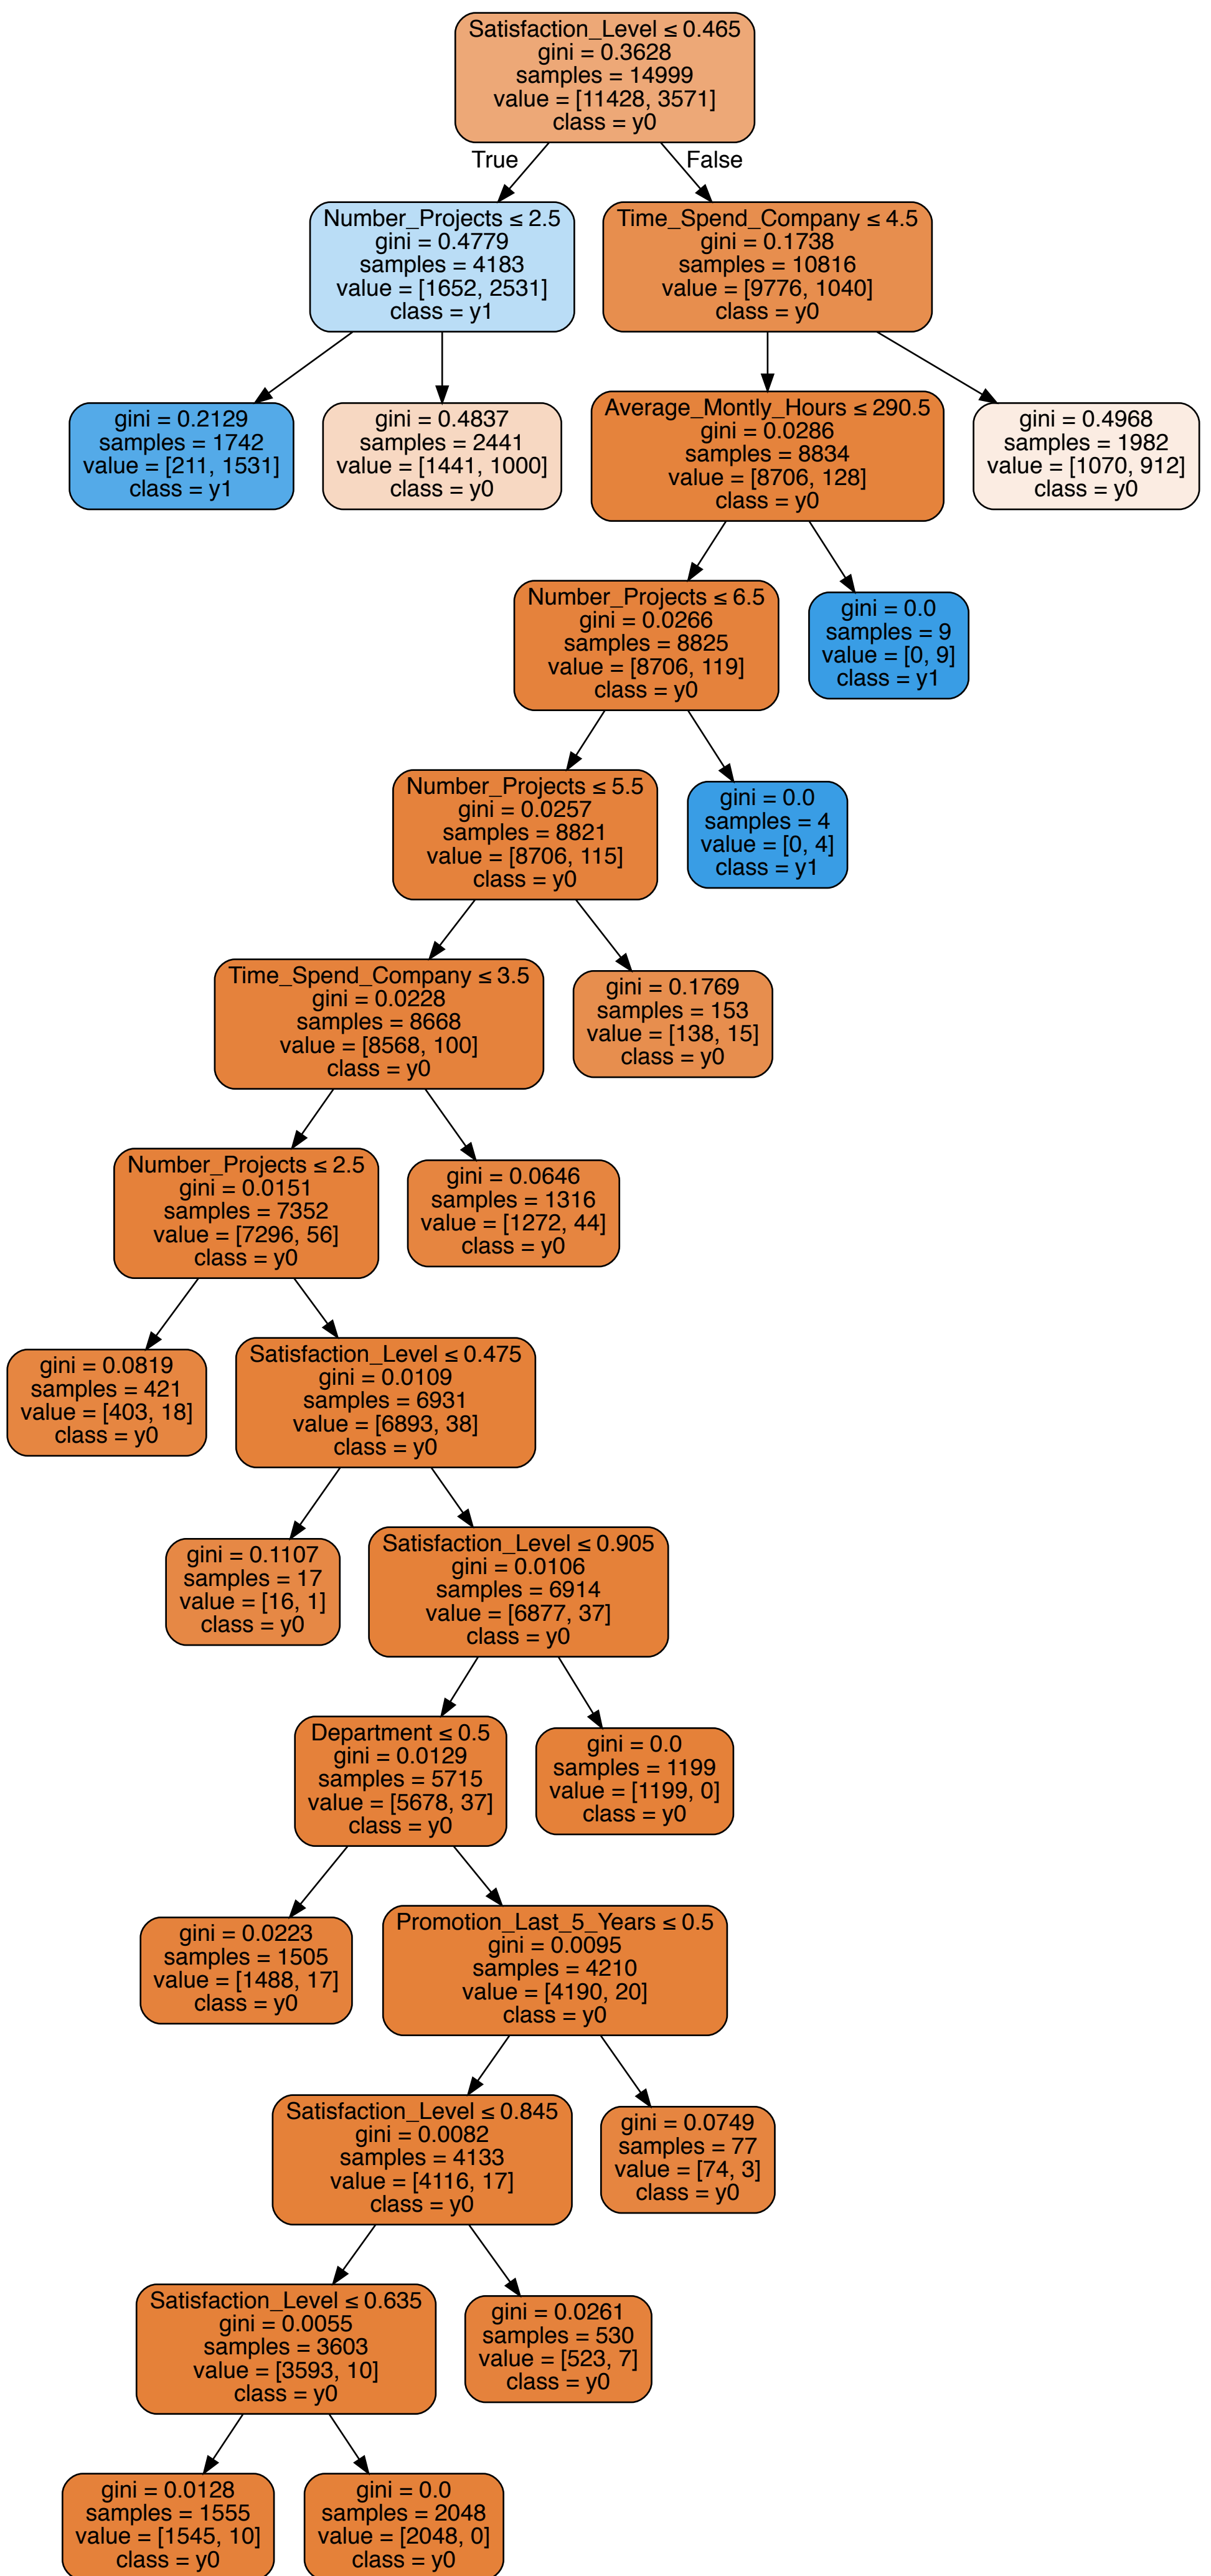 Satisfaction_Level ≤ 0.465
gini = 0.3628
samples = 14999
value = [11428, 3571]
class = y0
True
False
Number_Projects ≤ 2.5
gini = 0.4779
samples = 4183
value = [1652, 2531]
class = y1
Time_Spend_Company ≤ 4.5
gini = 0.1738
samples = 10816
value = [9776, 1040]
class = y0
gini = 0.2129
samples = 1742
value = [211, 1531]
class = y1
gini = 0.4837
samples = 2441
value = [1441, 1000]
class = y0
Average_Montly_Hours ≤ 290.5
gini = 0.0286
samples = 8834
value = [8706, 128]
class = y0
gini = 0.4968
samples = 1982
value = [1070, 912]
class = y0
Number_Projects ≤ 6.5
gini = 0.0266
samples = 8825
value = [8706, 119]
class = y0
gini = 0.0
samples = 9
value = [0, 9]
class = y1
Number_Projects ≤ 5.5
gini = 0.0257
samples = 8821
value = [8706, 115]
class = y0
gini = 0.0
samples = 4
value = [0, 4]
class = y1
Time_Spend_Company ≤ 3.5
gini = 0.0228
samples = 8668
value = [8568, 100]
class = y0
gini = 0.1769
samples = 153
value = [138, 15]
class = y0
Number_Projects ≤ 2.5
gini = 0.0151
samples = 7352
value = [7296, 56]
class = y0
gini = 0.0646
samples = 1316
value = [1272, 44]
class = y0
gini = 0.0819
samples = 421
value = [403, 18]
class = y0
Satisfaction_Level ≤ 0.475
gini = 0.0109
samples = 6931
value = [6893, 38]
class = y0
gini = 0.1107
samples = 17
value = [16, 1]
class = y0
Satisfaction_Level ≤ 0.905
gini = 0.0106
samples = 6914
value = [6877, 37]
class = y0
Department ≤ 0.5
gini = 0.0129
samples = 5715
value = [5678, 37]
class = y0
gini = 0.0
samples = 1199
value = [1199, 0]
class = y0
gini = 0.0223
samples = 1505
value = [1488, 17]
class = y0
Promotion_Last_5_Years ≤ 0.5
gini = 0.0095
samples = 4210
value = [4190, 20]
class = y0
Satisfaction_Level ≤ 0.845
gini = 0.0082
samples = 4133
value = [4116, 17]
class = y0
gini = 0.0749
samples = 77
value = [74, 3]
class = y0
Satisfaction_Level ≤ 0.635
gini = 0.0055
samples = 3603
value = [3593, 10]
class = y0
gini = 0.0261
samples = 530
value = [523, 7]
class = y0
gini = 0.0128
samples = 1555
value = [1545, 10]
class = y0
gini = 0.0
samples = 2048
value = [2048, 0]
class = y0